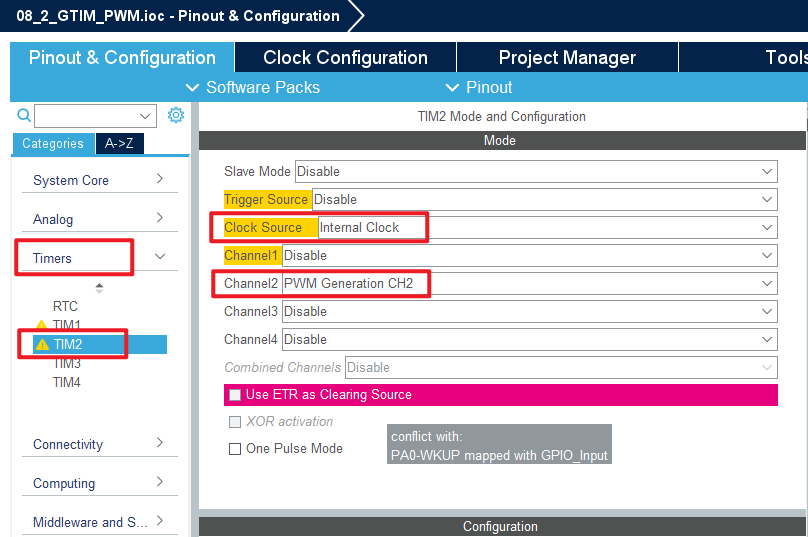 08_2_GTIM_PWM.ioc - Pinout & Configuration
Pinout & Configuration
Clock Configuration
Project Manager
Tools
Software Packs
Pinout
Categories
A->Z
System Core
Analog
Timers
RTC
TIM1
TIM2
TIM3
TIM4
Connectivity
Computing
Middleware and S...
TIM2 Mode and Configuration
Mode
Slave Mode Disable
Trigger Source Disable
Clock Source Internal Clock
Channel1 Disable
Channel2 PWM Generation CH2
Channel3 Disable
Channel4 Disable
Combined Channels Disable
Use ETR as Clearing Source
XOR activation
One Pulse Mode
conflict with:
PA0-WKUP mapped with GPIO_Input
Configuration